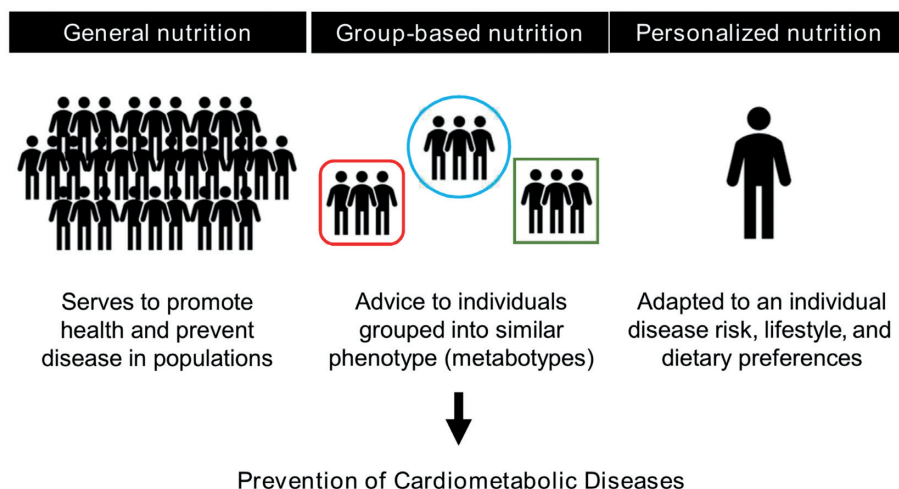 General nutrition
Group-based nutrition
Personalized nutrition
Serves to promote
health and prevent
disease in populations
Advice to individuals
grouped into similar
phenotype (metabotypes)
Adapted to an individual
disease risk, lifestyle, and
dietary preferences
Prevention of Cardiometabolic Diseases